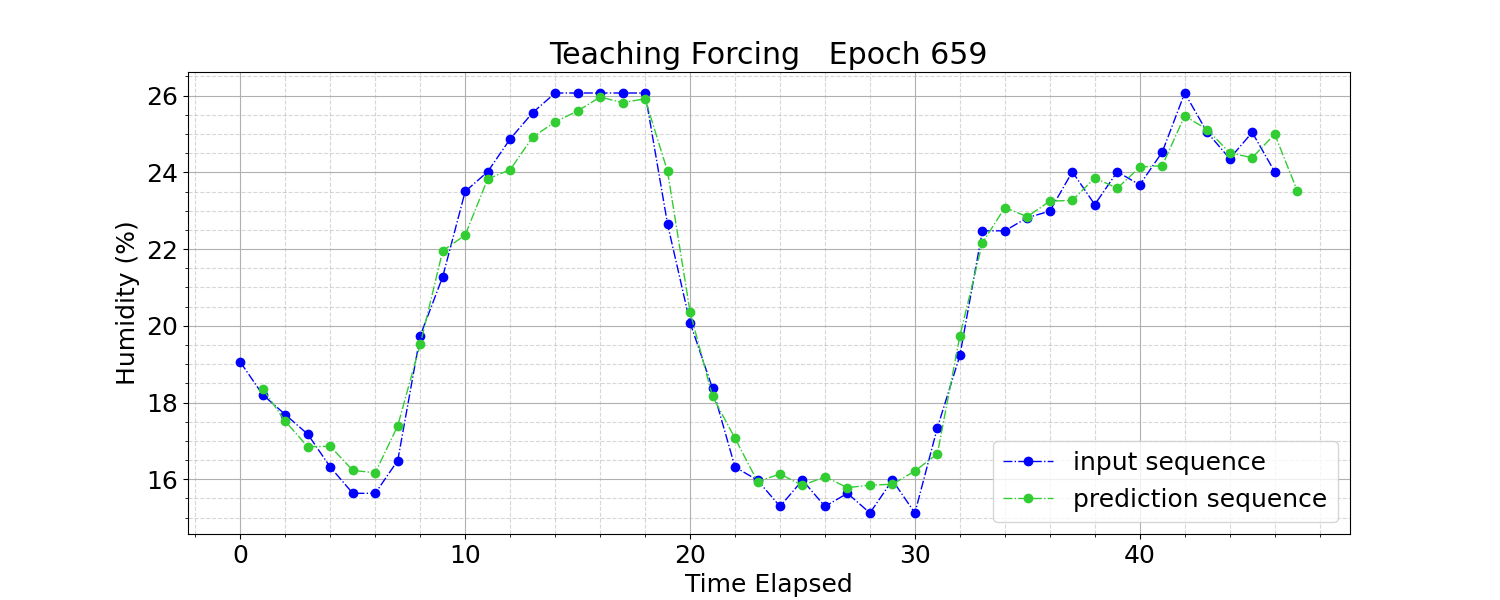 Teaching Forcing   Epoch 659
Humidity (%)
26
24
22
20
18
16
0 10 20 30 40
Time Elapsed
input sequence
prediction sequence